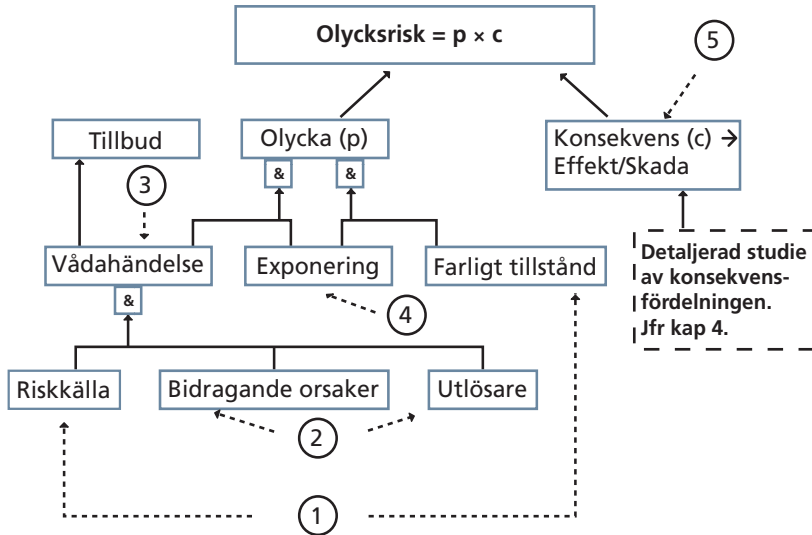 Olycksrisk = p × c
5
Tillbud
Olycka (p)
Konsekvens (c) →
Effekt/Skada
&
&
3
Vådahändelse
Exponering
Farligt tillstånd
Detaljerad studie
av konsekvens-
fördelningen.
Jfr kap 4.
&
4
Riskkälla
Bidragande orsaker
Utlösare
2
1